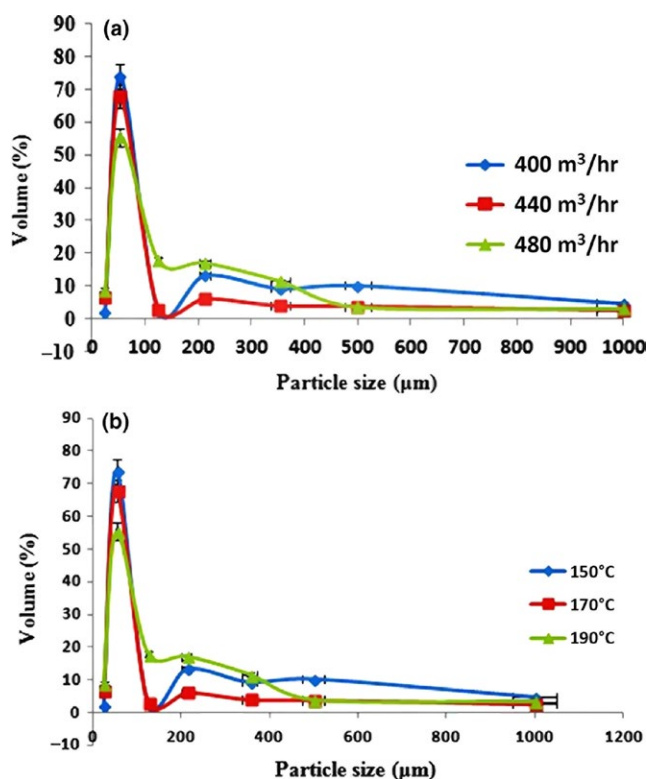 (a)
90
80
70
60
50
40
30
20
10
0
–10
Volume (%)
400 m³/hr
440 m³/hr
480 m³/hr
0 100 200 300 400 500 600 700 800 900 1000
Particle size (µm)
(b)
90
80
70
60
50
40
30
20
10
0
–10
Volume (%)
150°C
170°C
190°C
0 200 400 600 800 1000 1200
Particle size (µm)